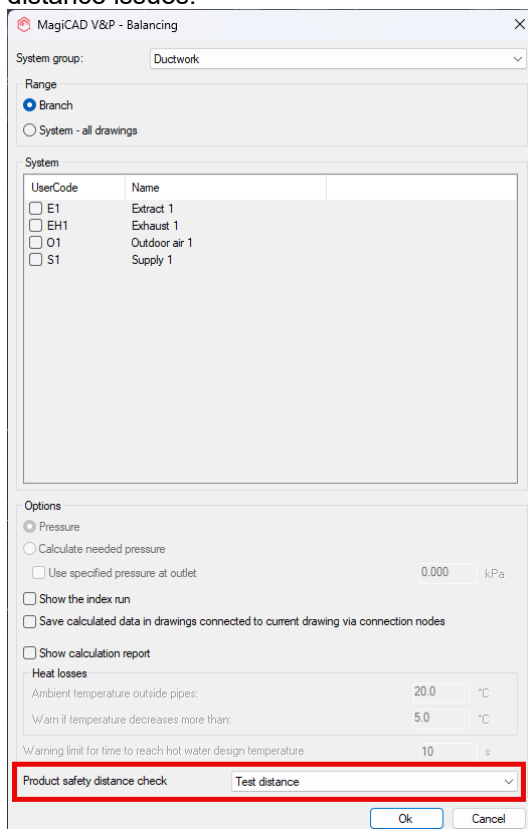 distance issues.
MagiCAD V&P - Balancing
System group: Ductwork
Range
Branch
System - all drawings
System
UserCode Name
E1 Extract 1
EH1 Exhaust 1
O1 Outdoor air 1
S1 Supply 1
Options
Pressure
Calculate needed pressure
Use specified pressure at outlet 0.000 kPa
Show the index run
Save calculated data in drawings connected to current drawing via connection nodes
Show calculation report
Heat losses
Ambient temperature outside pipes: 20.0 °C
Warn if temperature decreases more than: 5.0 °C
Warning limit for time to reach hot water design temperature 10 s
Product safety distance check Test distance
Ok Cancel